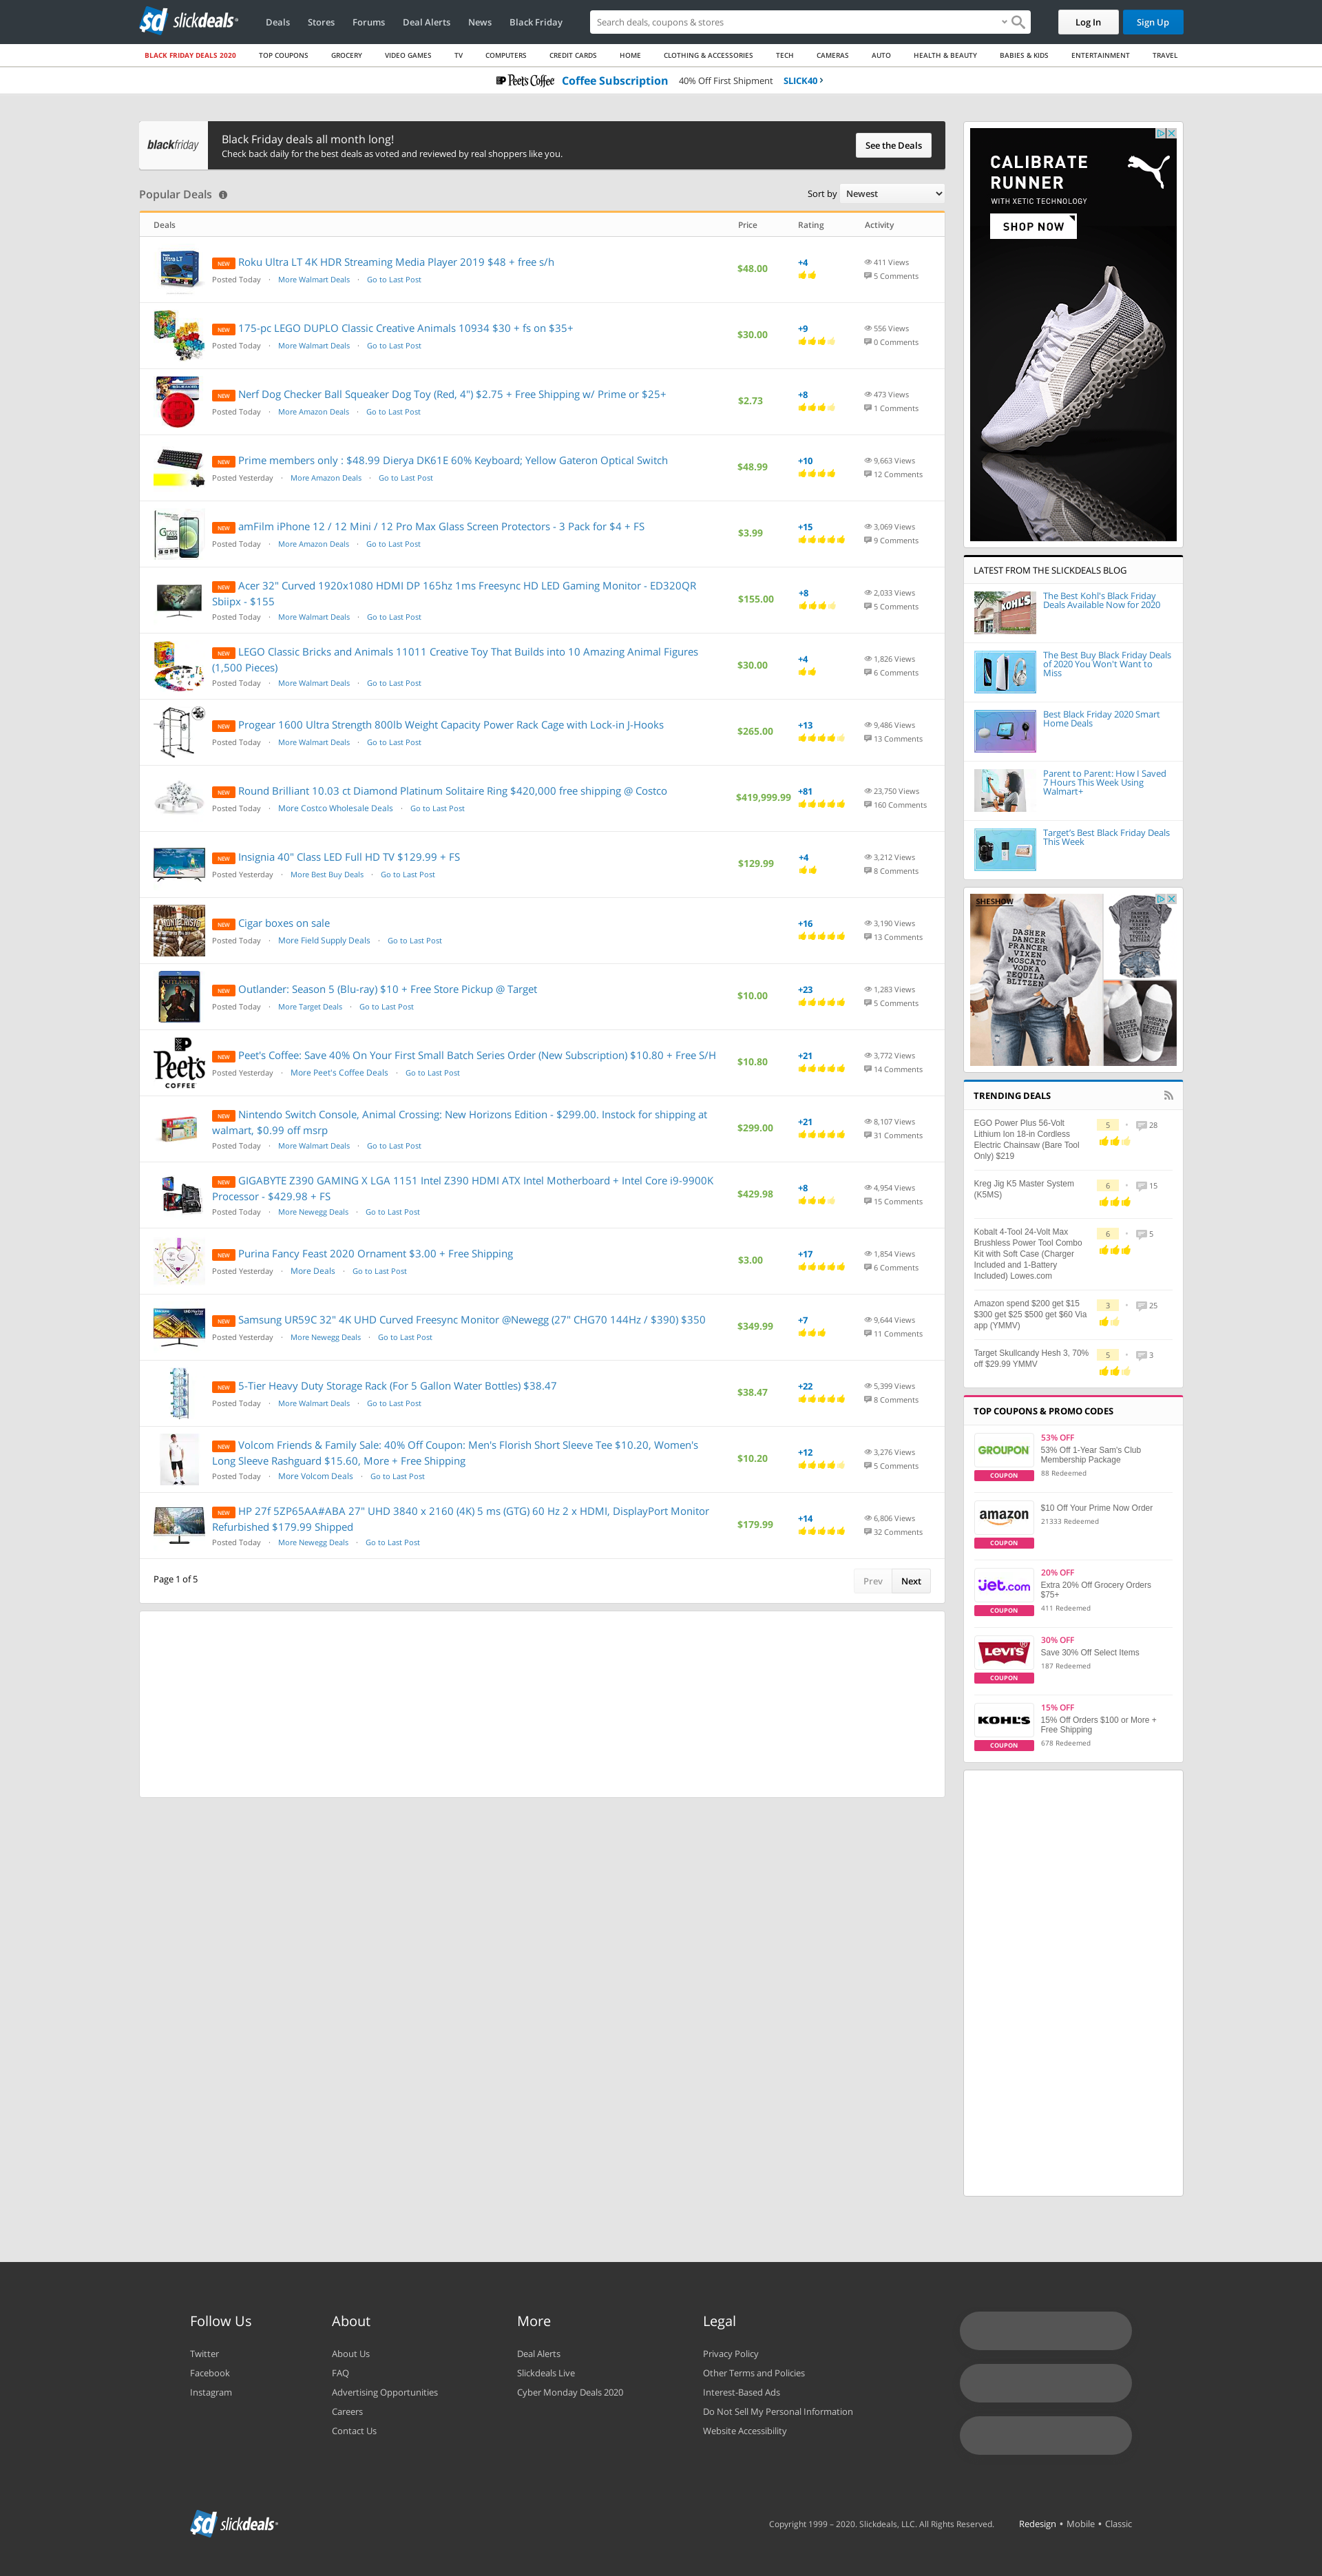 slickdeals
Deals
Stores
Forums
Deal Alerts
News
Black Friday
Search deals, coupons & stores
Log In
Sign Up
BLACK FRIDAY DEALS 2020
TOP COUPONS
GROCERY
VIDEO GAMES
TV
COMPUTERS
CREDIT CARDS
HOME
CLOTHING & ACCESSORIES
TECH
CAMERAS
AUTO
HEALTH & BEAUTY
BABIES & KIDS
ENTERTAINMENT
TRAVEL
Peet's Coffee Coffee Subscription 40% Off First Shipment SLICK40
blackfriday
Black Friday deals all month long!
Check back daily for the best deals as voted and reviewed by real shoppers like you.
See the Deals
Popular Deals
Sort by Newest
Deals Price Rating Activity
NEW Roku Ultra LT 4K HDR Streaming Media Player 2019 $48 + free s/h
Posted Today · More Walmart Deals · Go to Last Post
$48.00
+4
411 Views
5 Comments
NEW 175-pc LEGO DUPLO Classic Creative Animals 10934 $30 + fs on $35+
Posted Today · More Walmart Deals · Go to Last Post
$30.00
+9
556 Views
0 Comments
NEW Nerf Dog Checker Ball Squeaker Dog Toy (Red, 4") $2.75 + Free Shipping w/ Prime or $25+
Posted Today · More Amazon Deals · Go to Last Post
$2.73
+8
473 Views
1 Comments
NEW Prime members only : $48.99 Dierya DK61E 60% Keyboard; Yellow Gateron Optical Switch
Posted Yesterday · More Amazon Deals · Go to Last Post
$48.99
+10
9,663 Views
12 Comments
NEW amFilm iPhone 12 / 12 Mini / 12 Pro Max Glass Screen Protectors - 3 Pack for $4 + FS
Posted Today · More Amazon Deals · Go to Last Post
$3.99
+15
3,069 Views
9 Comments
NEW Acer 32" Curved 1920x1080 HDMI DP 165hz 1ms Freesync HD LED Gaming Monitor - ED320QR
Sbiipx - $155
Posted Today · More Walmart Deals · Go to Last Post
$155.00
+8
2,033 Views
5 Comments
NEW LEGO Classic Bricks and Animals 11011 Creative Toy That Builds into 10 Amazing Animal Figures
(1,500 Pieces)
Posted Today · More Walmart Deals · Go to Last Post
$30.00
+4
1,826 Views
6 Comments
NEW Progear 1600 Ultra Strength 800lb Weight Capacity Power Rack Cage with Lock-in J-Hooks
Posted Today · More Walmart Deals · Go to Last Post
$265.00
+13
9,486 Views
13 Comments
NEW Round Brilliant 10.03 ct Diamond Platinum Solitaire Ring $420,000 free shipping @ Costco
Posted Today · More Costco Wholesale Deals · Go to Last Post
$419,999.99
+81
23,750 Views
160 Comments
NEW Insignia 40" Class LED Full HD TV $129.99 + FS
Posted Yesterday · More Best Buy Deals · Go to Last Post
$129.99
+4
3,212 Views
8 Comments
NEW Cigar boxes on sale
Posted Today · More Field Supply Deals · Go to Last Post
+16
3,190 Views
13 Comments
NEW Outlander: Season 5 (Blu-ray) $10 + Free Store Pickup @ Target
Posted Today · More Target Deals · Go to Last Post
$10.00
+23
1,283 Views
5 Comments
Peet's COFFEE
NEW Peet's Coffee: Save 40% On Your First Small Batch Series Order (New Subscription) $10.80 + Free S/H
Posted Yesterday · More Peet's Coffee Deals · Go to Last Post
$10.80
+21
3,772 Views
14 Comments
NEW Nintendo Switch Console, Animal Crossing: New Horizons Edition - $299.00. Instock for shipping at
walmart, $0.99 off msrp
Posted Today · More Walmart Deals · Go to Last Post
$299.00
+21
8,107 Views
31 Comments
NEW GIGABYTE Z390 GAMING X LGA 1151 Intel Z390 HDMI ATX Intel Motherboard + Intel Core i9-9900K
Processor - $429.98 + FS
Posted Today · More Newegg Deals · Go to Last Post
$429.98
+8
4,954 Views
15 Comments
NEW Purina Fancy Feast 2020 Ornament $3.00 + Free Shipping
Posted Yesterday · More Deals · Go to Last Post
$3.00
+17
1,854 Views
6 Comments
NEW Samsung UR59C 32" 4K UHD Curved Freesync Monitor @Newegg (27" CHG70 144Hz / $390) $350
Posted Yesterday · More Newegg Deals · Go to Last Post
$349.99
+7
9,644 Views
11 Comments
NEW 5-Tier Heavy Duty Storage Rack (For 5 Gallon Water Bottles) $38.47
Posted Today · More Walmart Deals · Go to Last Post
$38.47
+22
5,399 Views
8 Comments
NEW Volcom Friends & Family Sale: 40% Off Coupon: Men's Florish Short Sleeve Tee $10.20, Women's
Long Sleeve Rashguard $15.60, More + Free Shipping
Posted Today · More Volcom Deals · Go to Last Post
$10.20
+12
3,276 Views
5 Comments
NEW HP 27f 5ZP65AA#ABA 27" UHD 3840 x 2160 (4K) 5 ms (GTG) 60 Hz 2 x HDMI, DisplayPort Monitor
Refurbished $179.99 Shipped
Posted Today · More Newegg Deals · Go to Last Post
$179.99
+14
6,806 Views
32 Comments
Page 1 of 5
Prev Next
CALIBRATE
RUNNER
WITH XETIC TECHNOLOGY
SHOP NOW
LATEST FROM THE SLICKDEALS BLOG
KOHL'S
The Best Kohl's Black Friday
Deals Available Now for 2020
The Best Buy Black Friday Deals
of 2020 You Won't Want to
Miss
Best Black Friday 2020 Smart
Home Deals
Parent to Parent: How I Saved
7 Hours This Week Using
Walmart+
Target's Best Black Friday Deals
This Week
SHESHOW
DASHER
DANCER
PRANCER
VIXEN
MOSCATO
VODKA
TEQUILA
BLITZEN
TRENDING DEALS
EGO Power Plus 56-Volt
Lithium Ion 18-in Cordless
Electric Chainsaw (Bare Tool
Only) $219
5 • 28
Kreg Jig K5 Master System
(K5MS)
6 • 15
Kobalt 4-Tool 24-Volt Max
Brushless Power Tool Combo
Kit with Soft Case (Charger
Included and 1-Battery
Included) Lowes.com
6 • 5
Amazon spend $200 get $15
$300 get $25 $500 get $60 Via
app (YMMV)
3 • 25
Target Skullcandy Hesh 3, 70%
off $29.99 YMMV
5 • 3
TOP COUPONS & PROMO CODES
GROUPON
COUPON
53% OFF
53% Off 1-Year Sam's Club
Membership Package
88 Redeemed
amazon
COUPON
$10 Off Your Prime Now Order
21333 Redeemed
jet.com
COUPON
20% OFF
Extra 20% Off Grocery Orders
$75+
411 Redeemed
LEVI'S
COUPON
30% OFF
Save 30% Off Select Items
187 Redeemed
KOHL'S
COUPON
15% OFF
15% Off Orders $100 or More +
Free Shipping
678 Redeemed
Follow Us
Twitter
Facebook
Instagram
About
About Us
FAQ
Advertising Opportunities
Careers
Contact Us
More
Deal Alerts
Slickdeals Live
Cyber Monday Deals 2020
Legal
Privacy Policy
Other Terms and Policies
Interest-Based Ads
Do Not Sell My Personal Information
Website Accessibility
slickdeals
Copyright 1999 – 2020. Slickdeals, LLC. All Rights Reserved.
Redesign • Mobile • Classic